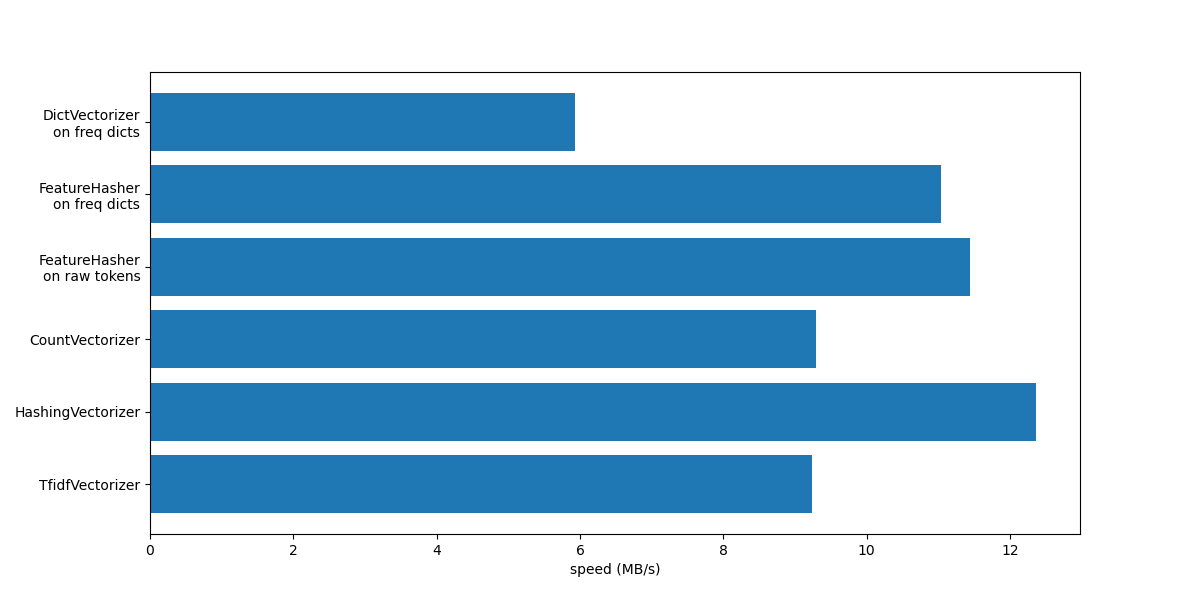 DictVectorizer
on freq dicts
FeatureHasher
on freq dicts
FeatureHasher
on raw tokens
CountVectorizer
HashingVectorizer
TfidfVectorizer
0 2 4 6 8 10 12
speed (MB/s)